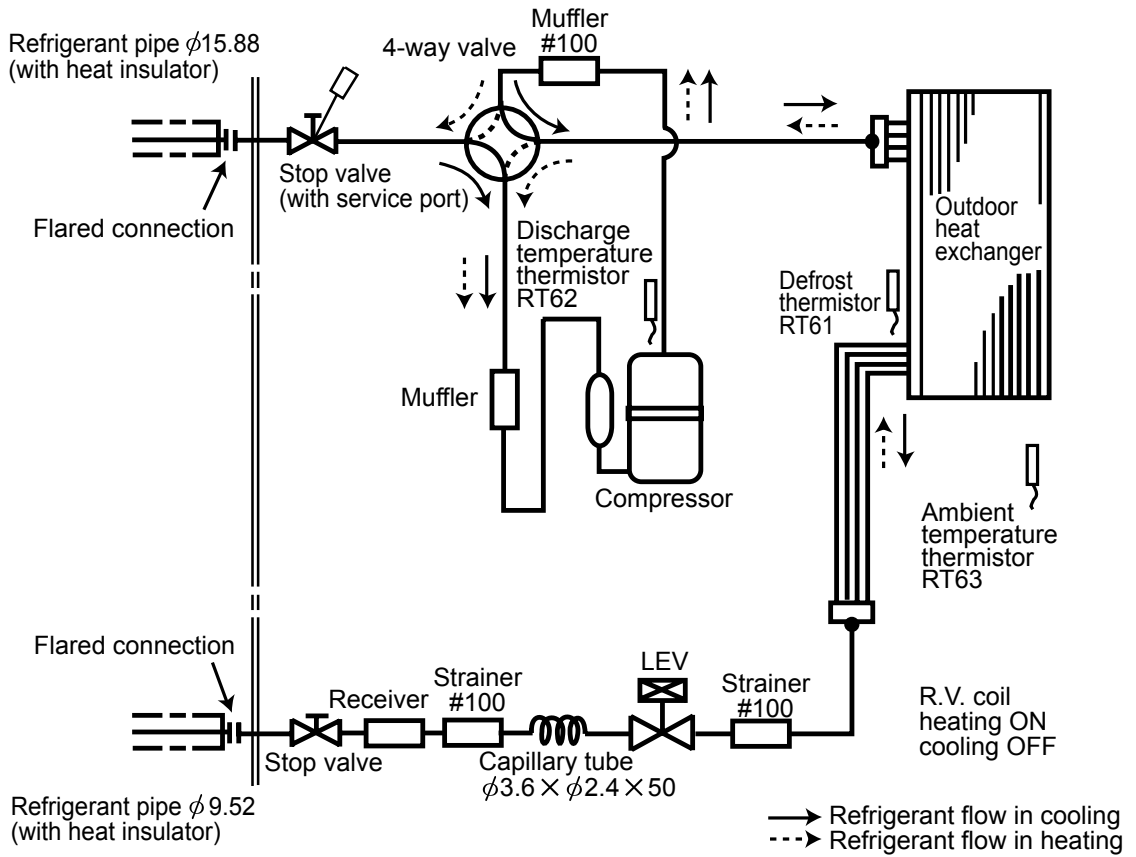 Refrigerant pipe ϕ15.88
(with heat insulator)
4-way valve
Muffler
#100
Stop valve
(with service port)
Flared connection
Discharge
temperature
thermistor
RT62
Outdoor
heat
exchanger
Defrost
thermistor
RT61
Muffler
Compressor
Ambient
temperature
thermistor
RT63
Flared connection
Receiver
Strainer
#100
LEV
Strainer
#100
Stop valve
Capillary tube
ϕ3.6×ϕ2.4×50
R.V. coil
heating ON
cooling OFF
Refrigerant pipe ϕ9.52
(with heat insulator)
Refrigerant flow in cooling
Refrigerant flow in heating